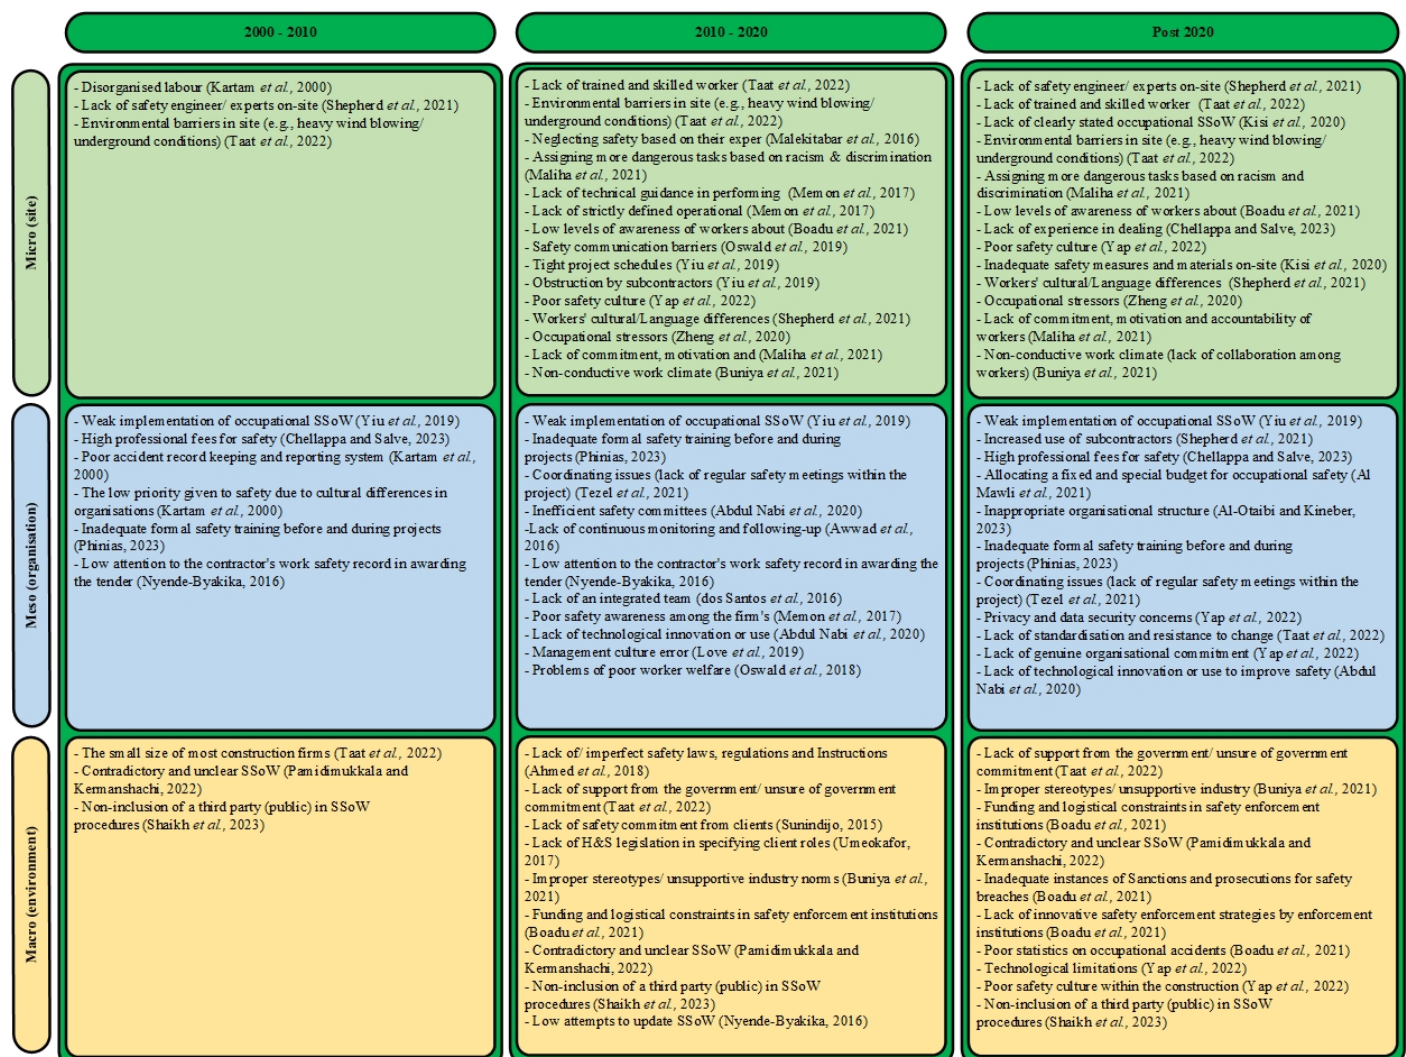 2000 - 2010
2010 - 2020
Post 2020
Micro (site)
- Disorganised labour (Kartam et al., 2000)
- Lack of safety engineer/ experts on-site (Shepherd et al., 2021)
- Environmental barriers in site (e.g., heavy wind blowing/
underground conditions) (Taat et al., 2022)
- Lack of trained and skilled worker (Taat et al., 2022)
- Environmental barriers in site (e.g., heavy wind blowing/
underground conditions) (Taat et al., 2022)
- Neglecting safety based on their exper (Malekitabar et al., 2016)
- Assigning more dangerous tasks based on racism & discrimination
(Maliha et al., 2021)
- Lack of technical guidance in performing (Memon et al., 2017)
- Lack of strictly defined operational (Memon et al., 2017)
- Low levels of awareness of workers about (Boadu et al., 2021)
- Safety communication barriers (Oswald et al., 2019)
- Tight project schedules (Yiu et al., 2019)
- Obstruction by subcontractors (Yiu et al., 2019)
- Poor safety culture (Yap et al., 2022)
- Workers' cultural/Language differences (Shepherd et al., 2021)
- Occupational stressors (Zheng et al., 2020)
- Lack of commitment, motivation and (Maliha et al., 2021)
- Non-conductive work climate (Buniya et al., 2021)
- Lack of safety engineer/ experts on-site (Shepherd et al., 2021)
- Lack of trained and skilled worker (Taat et al., 2022)
- Lack of clearly stated occupational SSoW (Kisi et al., 2020)
- Environmental barriers in site (e.g., heavy wind blowing/
underground conditions) (Taat et al., 2022)
- Assigning more dangerous tasks based on racism and
discrimination (Maliha et al., 2021)
- Low levels of awareness of workers about (Boadu et al., 2021)
- Lack of experience in dealing (Chellappa and Salve, 2023)
- Poor safety culture (Yap et al., 2022)
- Inadequate safety measures and materials on-site (Kisi et al., 2020)
- Workers' cultural/Language differences (Shepherd et al., 2021)
- Occupational stressors (Zheng et al., 2020)
- Lack of commitment, motivation and accountability of
workers (Maliha et al., 2021)
- Non-conductive work climate (lack of collaboration among
workers) (Buniya et al., 2021)
Meso (organisation)
- Weak implementation of occupational SSoW (Yiu et al., 2019)
- High professional fees for safety (Chellappa and Salve, 2023)
- Poor accident record keeping and reporting system (Kartam et al.,
2000)
- The low priority given to safety due to cultural differences in
organisations (Kartam et al., 2000)
- Inadequate formal safety training before and during projects
(Phinias, 2023)
- Low attention to the contractor's work safety record in awarding
the tender (Nyende-Byakika, 2016)
- Weak implementation of occupational SSoW (Yiu et al., 2019)
- Inadequate formal safety training before and during
projects (Phinias, 2023)
- Coordinating issues (lack of regular safety meetings within the
project) (Tezel et al., 2021)
- Inefficient safety committees (Abdul Nabi et al., 2020)
-Lack of continuous monitoring and following-up (Awwad et al.,
2016)
- Low attention to the contractor's work safety record in awarding the
tender (Nyende-Byakika, 2016)
- Lack of an integrated team (dos Santos et al., 2016)
- Poor safety awareness among the firm's (Memon et al., 2017)
- Lack of technological innovation or use (Abdul Nabi et al., 2020)
- Management culture error (Love et al., 2019)
- Problems of poor worker welfare (Oswald et al., 2018)
- Weak implementation of occupational SSoW (Yiu et al., 2019)
- Increased use of subcontractors (Shepherd et al., 2021)
- High professional fees for safety (Chellappa and Salve, 2023)
- Allocating a fixed and special budget for occupational safety (Al
Mawli et al., 2021)
- Inappropriate organisational structure (Al-Otaibi and Kineber,
2023)
- Inadequate formal safety training before and during
projects (Phinias, 2023)
- Coordinating issues (lack of regular safety meetings within the
project) (Tezel et al., 2021)
- Privacy and data security concerns (Yap et al., 2022)
- Lack of standardisation and resistance to change (Taat et al., 2022)
- Lack of genuine organisational commitment (Yap et al., 2022)
- Lack of technological innovation or use to improve safety (Abdul
Nabi et al., 2020)
Macro (environment)
- The small size of most construction firms (Taat et al., 2022)
- Contradictory and unclear SSoW (Pamidimukkala and
Kermanshachi, 2022)
- Non-inclusion of a third party (public) in SSoW
procedures (Shaikh et al., 2023)
- Lack of/ imperfect safety laws, regulations and Instructions
(Ahmed et al., 2018)
- Lack of support from the government/ unsure of government
commitment (Taat et al., 2022)
- Lack of safety commitment from clients (Sunindijo, 2015)
- Lack of H&S legislation in specifying client roles (Umeokafor,
2017)
- Improper stereotypes/ unsupportive industry norms (Buniya et al.,
2021)
- Funding and logistical constraints in safety enforcement institutions
(Boadu et al., 2021)
- Contradictory and unclear SSoW (Pamidimukkala and
Kermanshachi, 2022)
- Non-inclusion of a third party (public) in SSoW
procedures (Shaikh et al., 2023)
- Low attempts to update SSoW (Nyende-Byakika, 2016)
- Lack of support from the government/ unsure of government
commitment (Taat et al., 2022)
- Improper stereotypes/ unsupportive industry (Buniya et al., 2021)
- Funding and logistical constraints in safety enforcement
institutions (Boadu et al., 2021)
- Contradictory and unclear SSoW (Pamidimukkala and
Kermanshachi, 2022)
- Inadequate instances of Sanctions and prosecutions for safety
breaches (Boadu et al., 2021)
- Lack of innovative safety enforcement strategies by enforcement
institutions (Boadu et al., 2021)
- Poor statistics on occupational accidents (Boadu et al., 2021)
- Technological limitations (Yap et al., 2022)
- Poor safety culture within the construction (Yap et al., 2022)
- Non-inclusion of a third party (public) in SSoW
procedures (Shaikh et al., 2023)